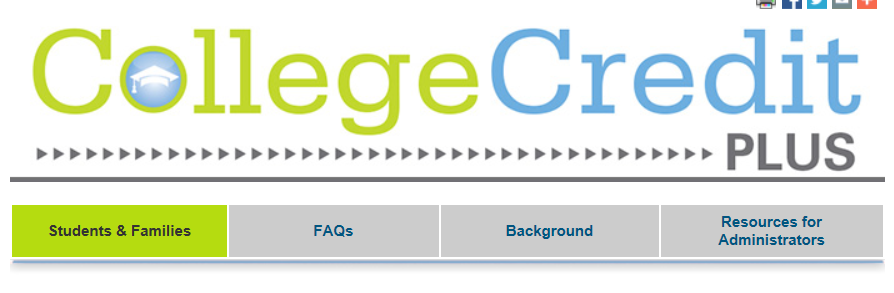 CollegeCredit
PLUS
Students & Families
FAQs
Background
Resources for
Administrators